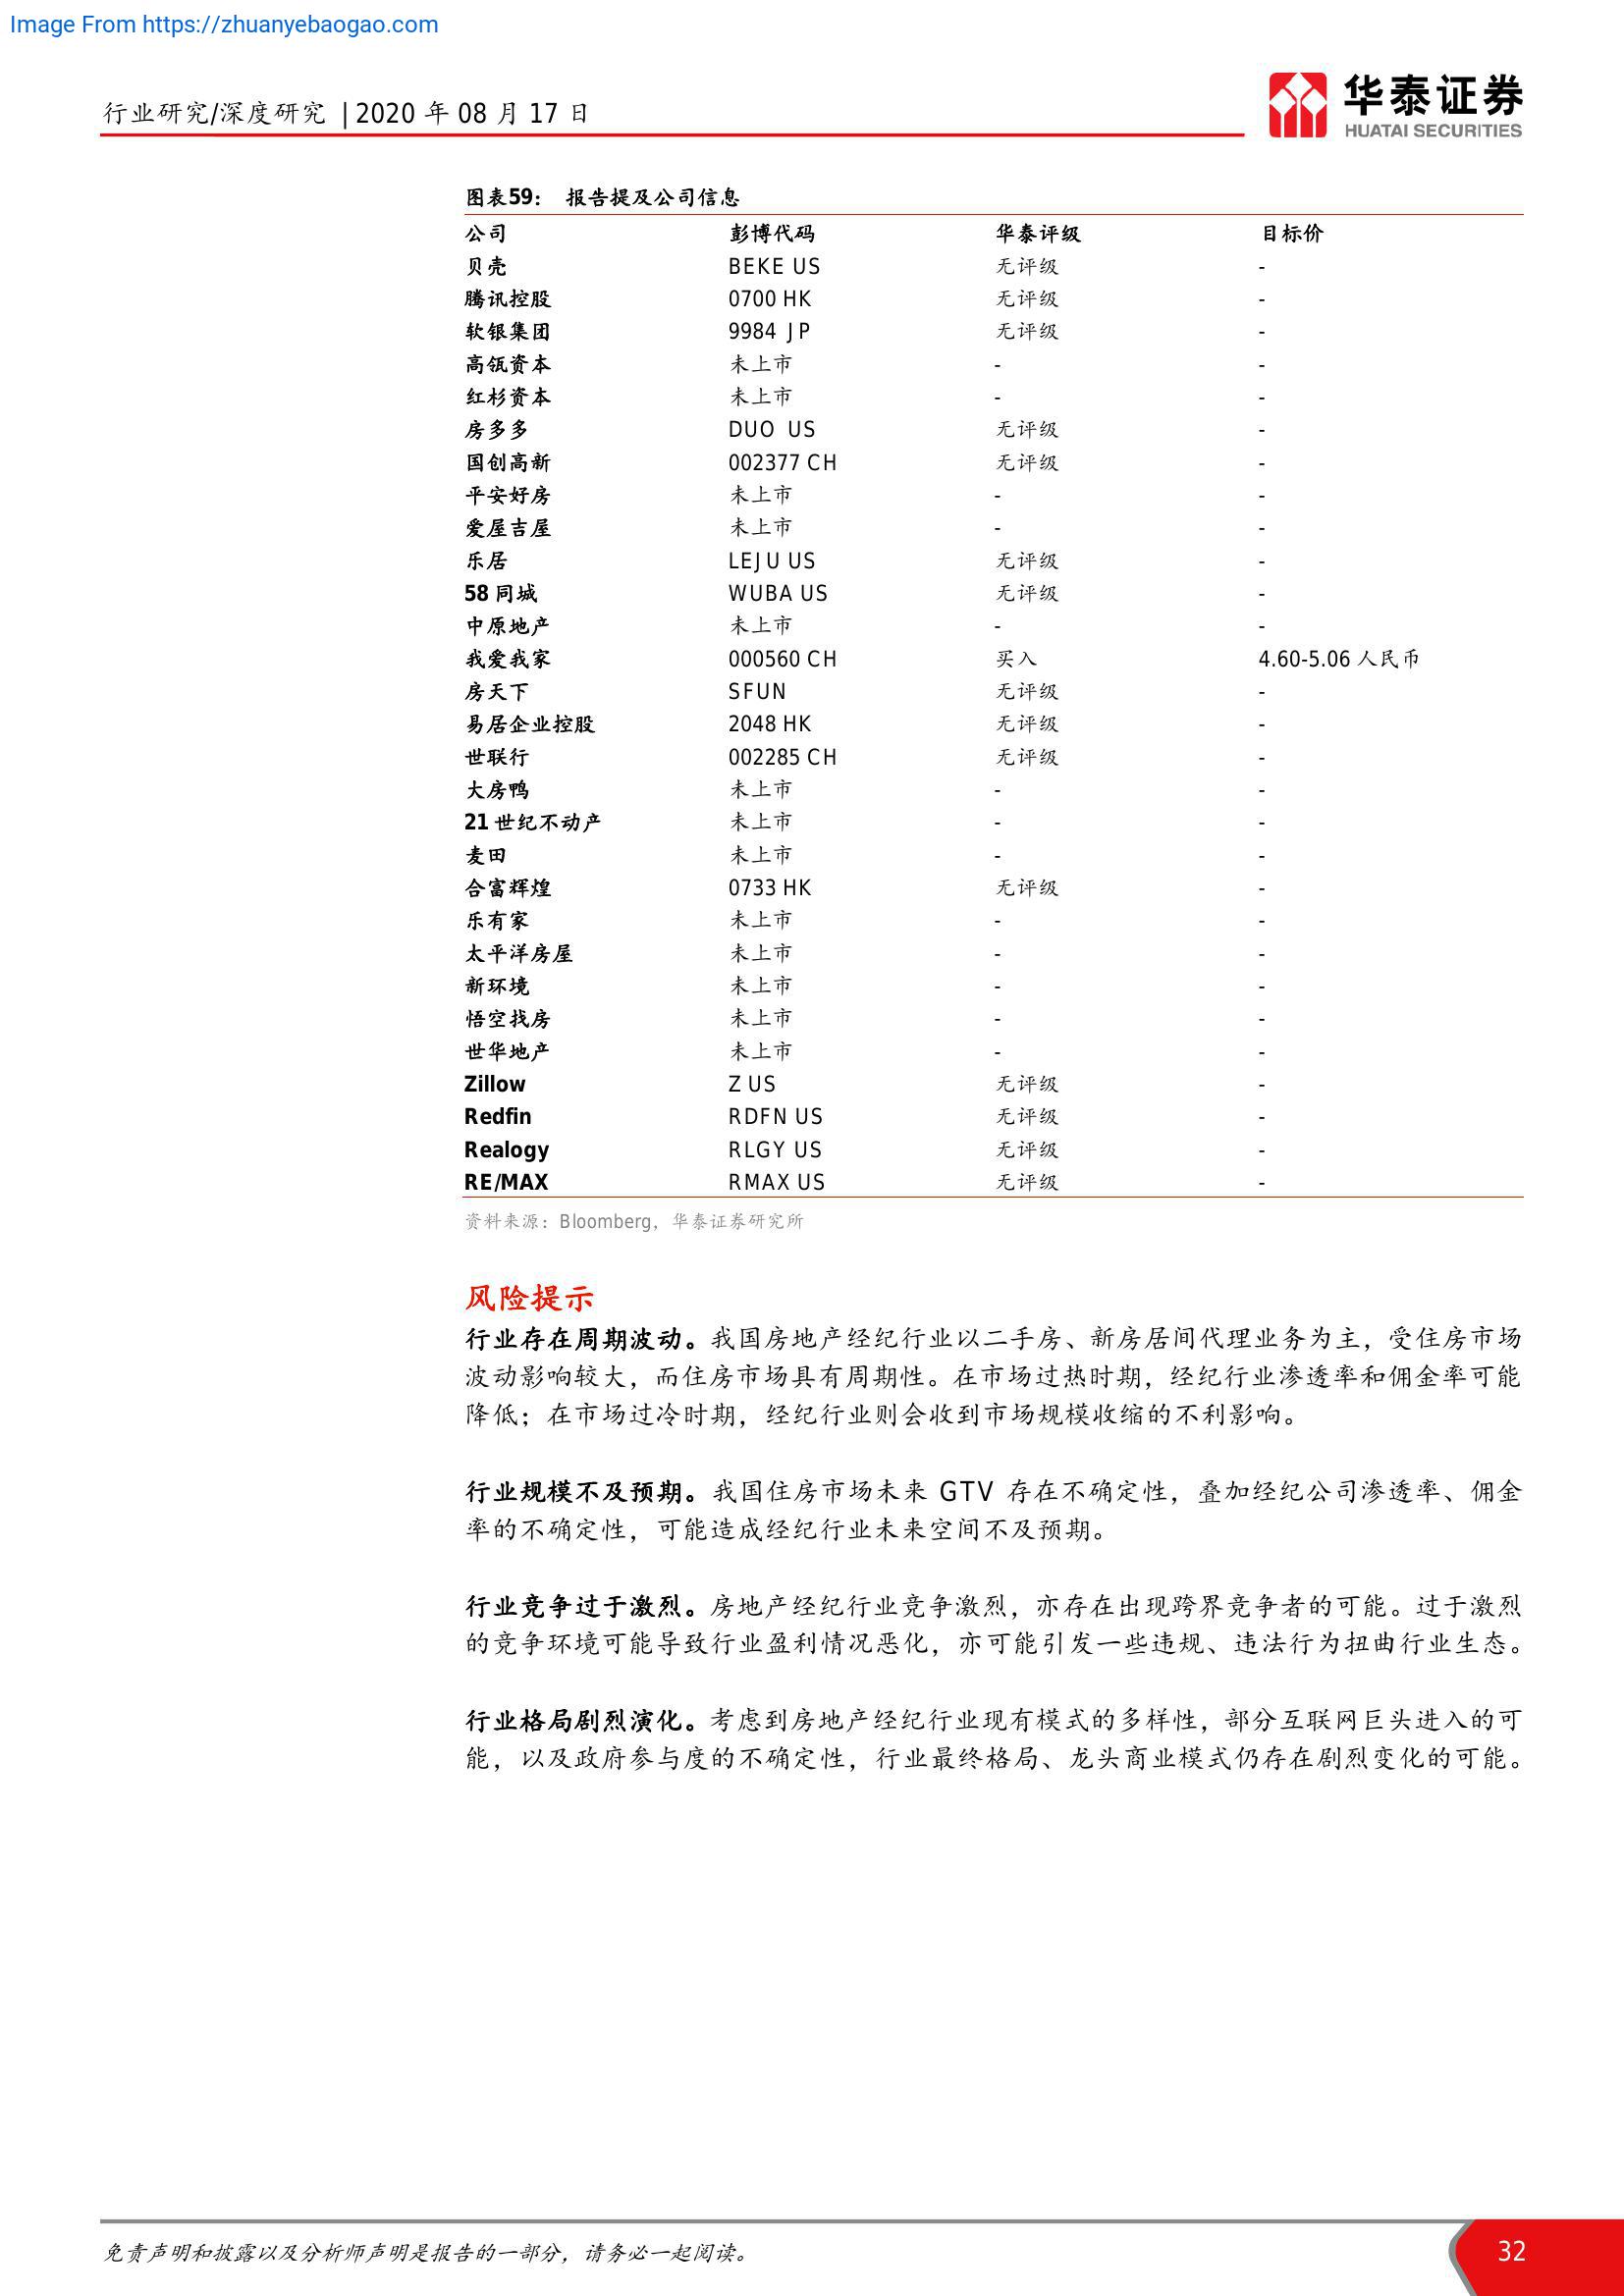 Image From https://zhuanyebaogao.com
行业研究/深度研究 | 2020 年 08 月 17 日
华泰证券
HUATAI SECURITIES
图表59： 报告提及公司信息
公司 彭博代码 华泰评级 目标价
贝壳 BEKE US 无评级 -
腾讯控股 0700 HK 无评级 -
软银集团 9984 JP 无评级 -
高瓴资本 未上市 - -
红杉资本 未上市 - -
房多多 DUO US 无评级 -
国创高新 002377 CH 无评级 -
平安好房 未上市 - -
爱屋吉屋 未上市 - -
乐居 LEJU US 无评级 -
58 同城 WUBA US 无评级 -
中原地产 未上市 - -
我爱我家 000560 CH 买入 4.60-5.06 人民币
房天下 SFUN 无评级 -
易居企业控股 2048 HK 无评级 -
世联行 002285 CH 无评级 -
大房鸭 未上市 - -
21 世纪不动产 未上市 - -
麦田 未上市 - -
合富辉煌 0733 HK 无评级 -
乐有家 未上市 - -
太平洋房屋 未上市 - -
新环境 未上市 - -
悟空找房 未上市 - -
世华地产 未上市 - -
Zillow Z US 无评级 -
Redfin RDFN US 无评级 -
Realogy RLGY US 无评级 -
RE/MAX RMAX US 无评级 -
资料来源：Bloomberg，华泰证券研究所
风险提示
行业存在周期波动。我国房地产经纪行业以二手房、新房居间代理业务为主，受住房市场
波动影响较大，而住房市场具有周期性。在市场过热时期，经纪行业渗透率和佣金率可能
降低；在市场过冷时期，经纪行业则会收到市场规模收缩的不利影响。
行业规模不及预期。我国住房市场未来 GTV 存在不确定性，叠加经纪公司渗透率、佣金
率的不确定性，可能造成经纪行业未来空间不及预期。
行业竞争过于激烈。房地产经纪行业竞争激烈，亦存在出现跨界竞争者的可能。过于激烈
的竞争环境可能导致行业盈利情况恶化，亦可能引发一些违规、违法行为扭曲行业生态。
行业格局剧烈演化。考虑到房地产经纪行业现有模式的多样性，部分互联网巨头进入的可
能，以及政府参与度的不确定性，行业最终格局、龙头商业模式仍存在剧烈变化的可能。
免责声明和披露以及分析师声明是报告的一部分，请务必一起阅读。
32